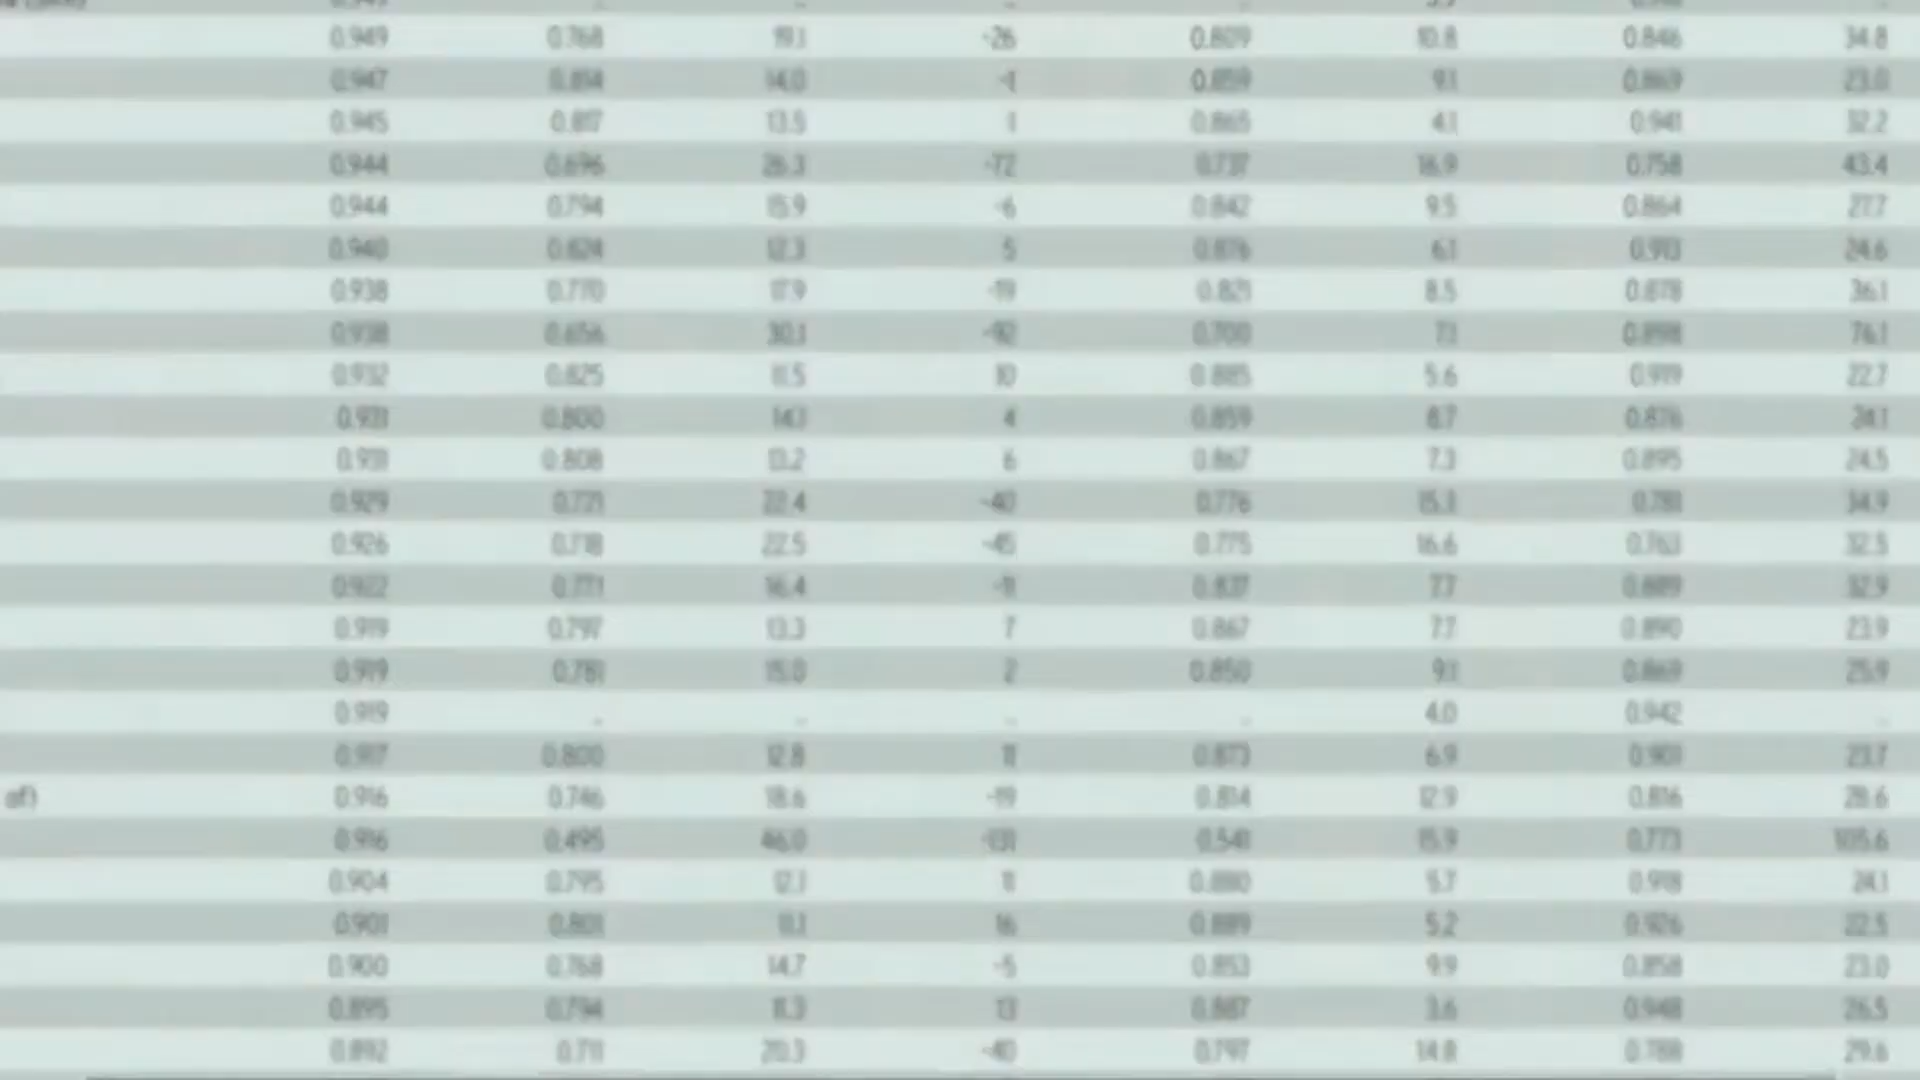 0.949 0.768 19.1 -26 0.809 10.8 0.846 34.8
0.947 0.814 14.0 -1 0.859 9.1 0.869 23.0
0.945 0.817 13.5 1 0.865 4.1 0.941 32.2
0.944 0.696 26.3 -72 0.737 16.9 0.758 43.4
0.944 0.794 15.9 -6 0.842 9.5 0.864 27.7
0.940 0.824 12.3 5 0.876 6.1 0.913 24.6
0.938 0.770 17.9 -19 0.821 8.5 0.878 36.1
0.938 0.656 30.1 -92 0.700 7.1 0.898 76.1
0.932 0.825 11.5 10 0.885 5.6 0.919 22.7
0.931 0.800 14.1 4 0.859 8.7 0.876 24.1
0.931 0.808 13.2 6 0.867 7.3 0.895 24.5
0.929 0.721 22.4 -40 0.776 15.3 0.781 34.9
0.926 0.718 22.5 -45 0.775 16.6 0.763 32.5
0.922 0.771 16.4 -11 0.837 7.7 0.889 32.9
0.919 0.797 13.3 7 0.867 7.7 0.890 23.9
0.919 0.781 15.0 2 0.850 9.1 0.869 25.9
0.919 .. .. .. .. 4.0 0.942 ..
0.917 0.800 12.8 11 0.873 6.9 0.901 23.7
of) 0.916 0.746 18.6 -19 0.814 12.9 0.816 28.6
0.916 0.495 46.0 -131 0.541 15.9 0.773 105.6
0.904 0.795 12.1 11 0.880 5.7 0.918 24.1
0.901 0.801 11.1 16 0.889 5.2 0.926 22.5
0.900 0.768 14.7 -5 0.853 9.9 0.858 23.0
0.895 0.794 11.3 13 0.887 3.6 0.948 26.5
0.892 0.711 20.3 -40 0.797 14.8 0.788 29.6